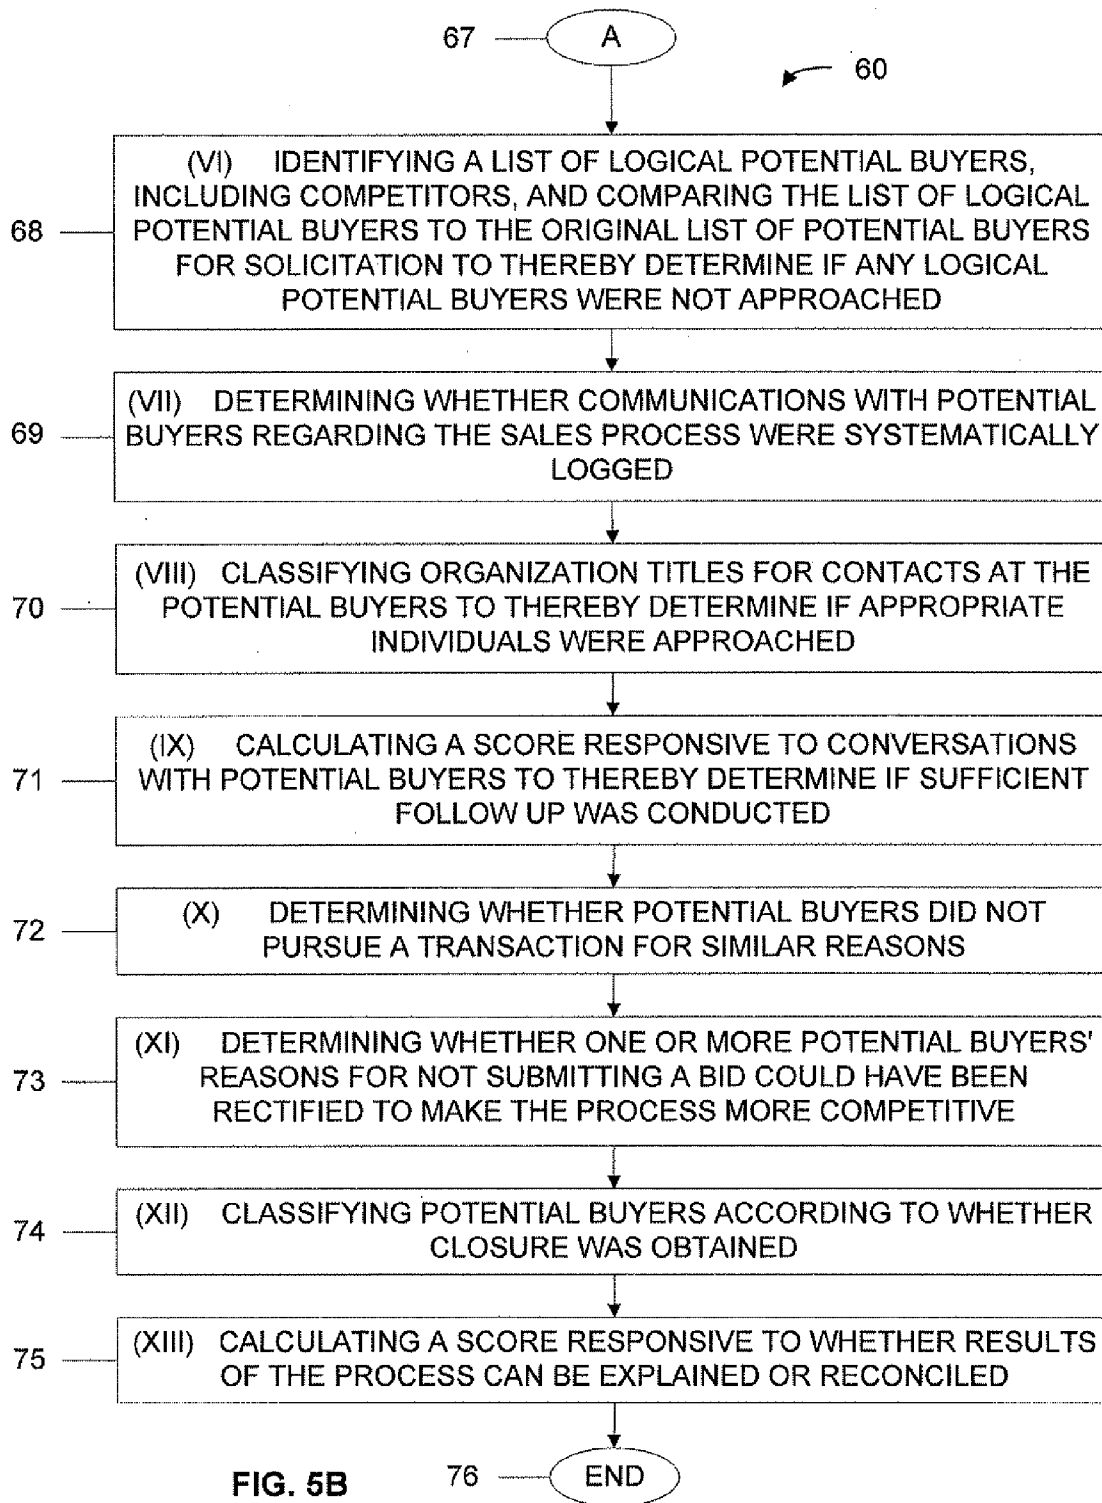 67 A
60
(VI) IDENTIFYING A LIST OF LOGICAL POTENTIAL BUYERS,
INCLUDING COMPETITORS, AND COMPARING THE LIST OF LOGICAL
68 POTENTIAL BUYERS TO THE ORIGINAL LIST OF POTENTIAL BUYERS
FOR SOLICITATION TO THEREBY DETERMINE IF ANY LOGICAL
POTENTIAL BUYERS WERE NOT APPROACHED
(VII) DETERMINING WHETHER COMMUNICATIONS WITH POTENTIAL
69 BUYERS REGARDING THE SALES PROCESS WERE SYSTEMATICALLY
LOGGED
(VIII) CLASSIFYING ORGANIZATION TITLES FOR CONTACTS AT THE
70 POTENTIAL BUYERS TO THEREBY DETERMINE IF APPROPRIATE
INDIVIDUALS WERE APPROACHED
(IX) CALCULATING A SCORE RESPONSIVE TO CONVERSATIONS
71 WITH POTENTIAL BUYERS TO THEREBY DETERMINE IF SUFFICIENT
FOLLOW UP WAS CONDUCTED
(X) DETERMINING WHETHER POTENTIAL BUYERS DID NOT
72 PURSUE A TRANSACTION FOR SIMILAR REASONS
(XI) DETERMINING WHETHER ONE OR MORE POTENTIAL BUYERS'
73 REASONS FOR NOT SUBMITTING A BID COULD HAVE BEEN
RECTIFIED TO MAKE THE PROCESS MORE COMPETITIVE
74 (XII) CLASSIFYING POTENTIAL BUYERS ACCORDING TO WHETHER
CLOSURE WAS OBTAINED
75 (XIII) CALCULATING A SCORE RESPONSIVE TO WHETHER RESULTS
OF THE PROCESS CAN BE EXPLAINED OR RECONCILED
FIG. 5B 76 END